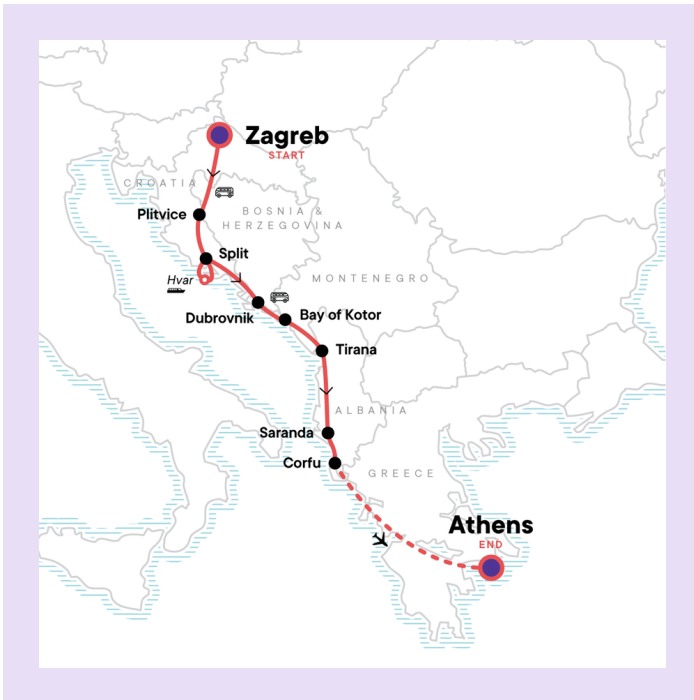 Zagreb
START
CROATIA
Plitvice
BOSNIA &
HERZEGOVINA
Split
Hvar
MONTENEGRO
Dubrovnik
Bay of Kotor
Tirana
ALBANIA
Saranda
Corfu
GREECE
Athens
END